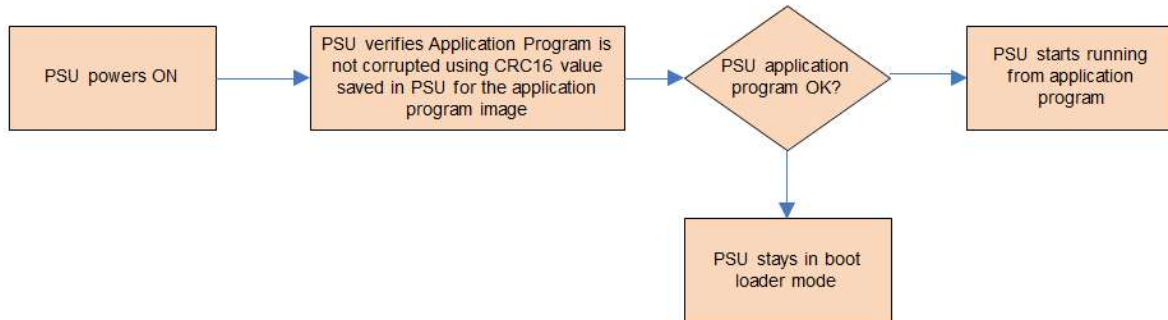 PSU powers ON
PSU verifies Application Program is
not corrupted using CRC16 value
saved in PSU for the application
program image
PSU application
program OK?
PSU starts running
from application
program
PSU stays in boot
loader mode